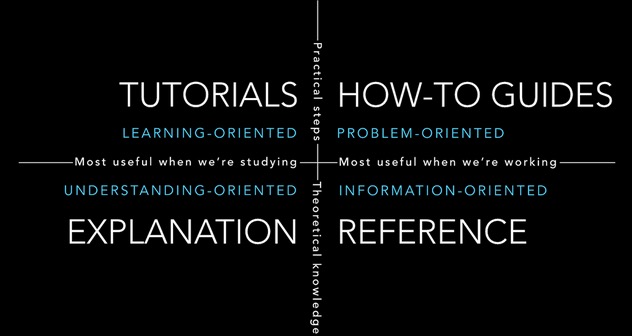 Practical steps
TUTORIALS
HOW-TO GUIDES
LEARNING-ORIENTED
PROBLEM-ORIENTED
Most useful when we're studying
Most useful when we're working
UNDERSTANDING-ORIENTED
INFORMATION-ORIENTED
EXPLANATION
REFERENCE
Theoretical knowledge